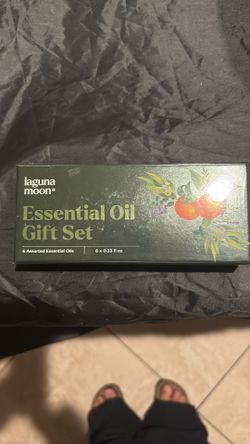 laguna
moon®
Essential Oil
Gift Set
6 Assorted Essential Oils 6 x 0.33 fl oz